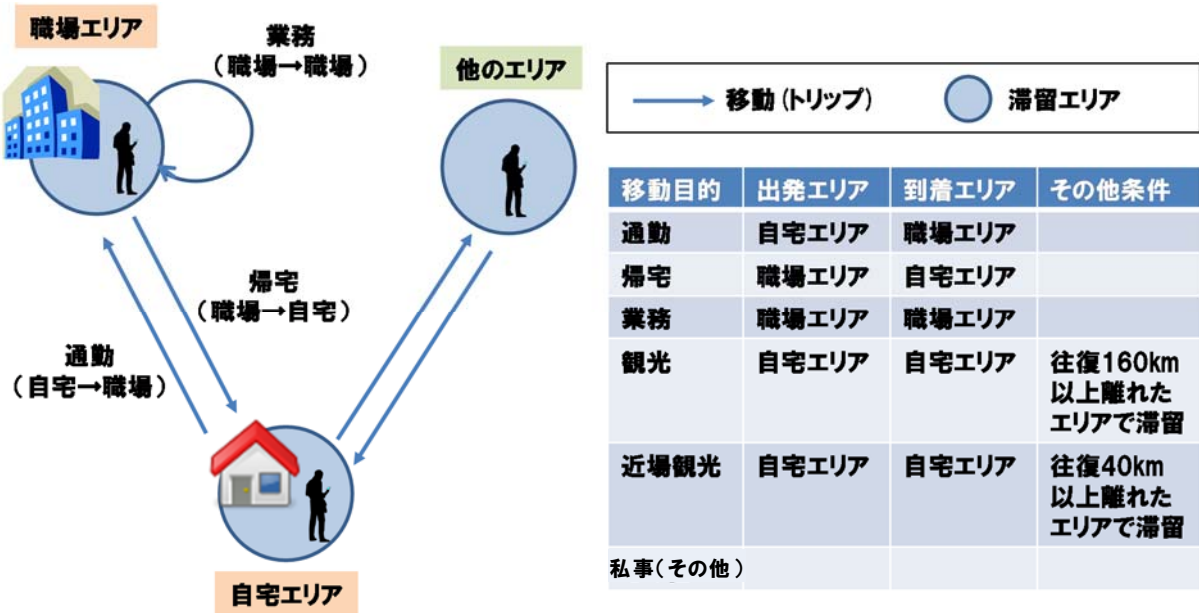 職場エリア
業務
（職場→職場）
他のエリア
帰宅
（職場→自宅）
通勤
（自宅→職場）
自宅エリア
移動(トリップ)
滞留エリア
移動目的 出発エリア 到着エリア その他条件
通勤 自宅エリア 職場エリア
帰宅 職場エリア 自宅エリア
業務 職場エリア 職場エリア
観光 自宅エリア 自宅エリア 往復160km
以上離れた
エリアで滞留
近場観光 自宅エリア 自宅エリア 往復40km
以上離れた
エリアで滞留
私事(その他)